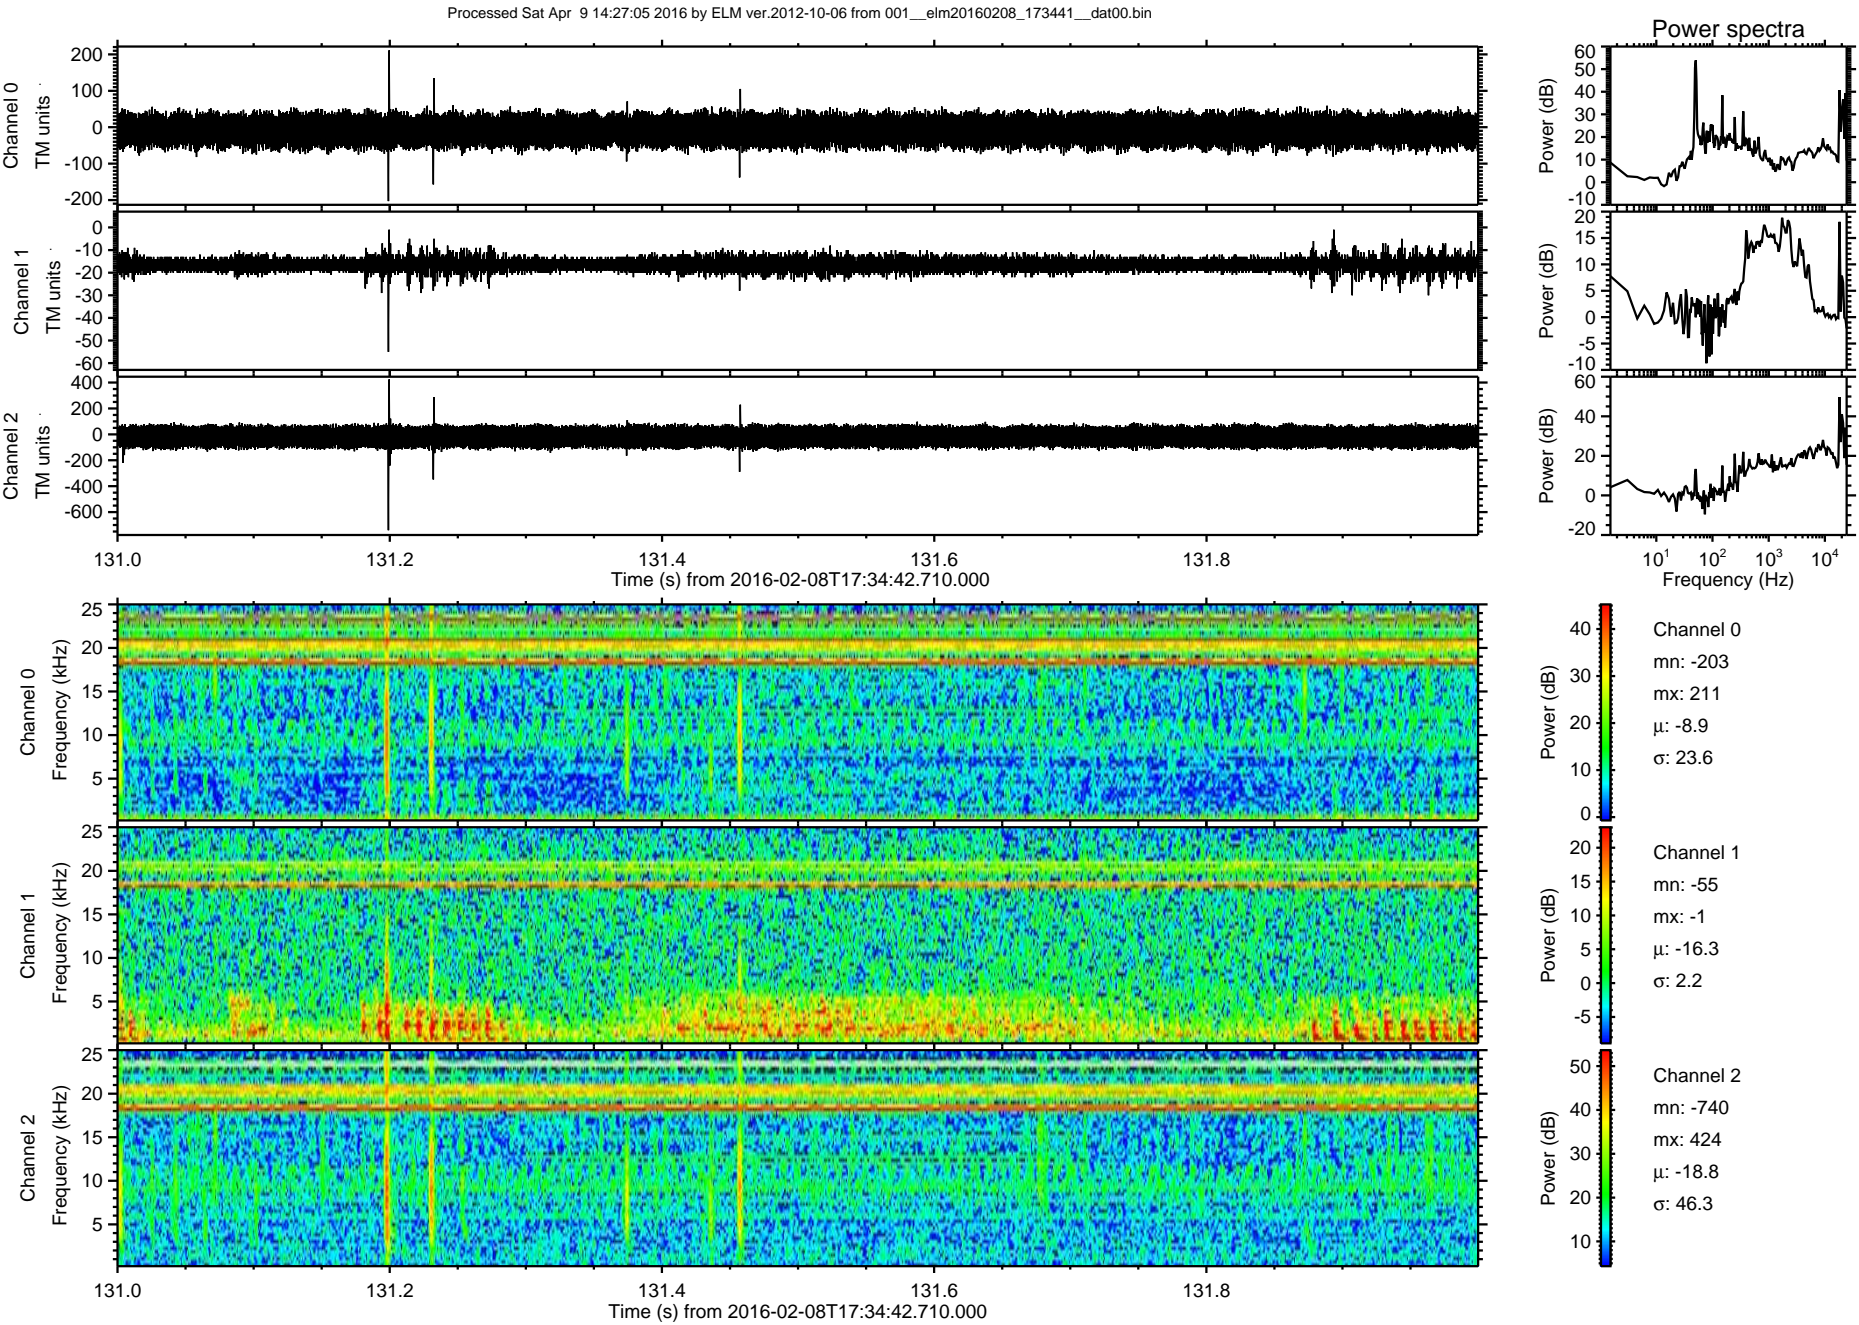 Processed Sat Apr  9 14:27:05 2016 by ELM ver.2012-10-06 from 001__elm20160208_173441__dat00.bin
Power spectra
Channel 0
TM units
200
100
0
-100
-200
Power (dB)
60
50
40
30
20
10
0
-10
Channel 1
TM units
0
-10
-20
-30
-40
-50
-60
Power (dB)
20
15
10
5
0
-5
-10
Channel 2
TM units
400
200
0
-200
-400
-600
Power (dB)
60
40
20
0
-20
131.0 131.2 131.4 131.6 131.8
Time (s) from 2016-02-08T17:34:42.710.000
10¹ 10² 10³ 10⁴
Frequency (Hz)
Channel 0
Frequency (kHz)
25
20
15
10
5
Power (dB)
40
30
20
10
0
Channel 0
mn: -203
mx: 211
µ: -8.9
σ: 23.6
Channel 1
Frequency (kHz)
25
20
15
10
5
Power (dB)
20
15
10
5
0
-5
Channel 1
mn: -55
mx: -1
µ: -16.3
σ: 2.2
Channel 2
Frequency (kHz)
25
20
15
10
5
Power (dB)
50
40
30
20
10
Channel 2
mn: -740
mx: 424
µ: -18.8
σ: 46.3
131.0 131.2 131.4 131.6 131.8
Time (s) from 2016-02-08T17:34:42.710.000